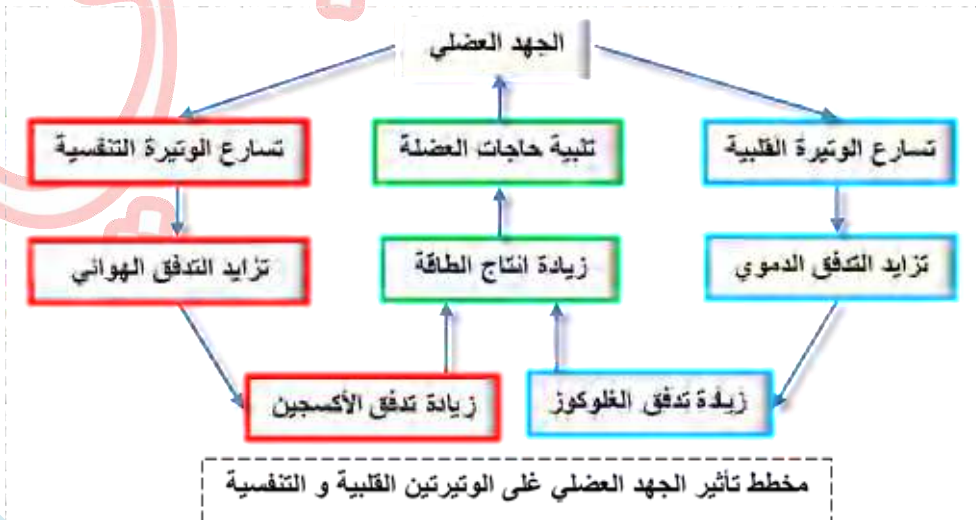 الجهد العضلي
تسارع الوتيرة القلبية
تلبية حاجات العضلة
تسارع الوتيرة التنفسية
تزايد التدفق الدموي
زيادة انتاج الطاقة
تزايد التدفق الهوائي
زيادة تدفق الغلوكوز
زيادة تدفق الأكسجين
مخطط تأثير الجهد العضلي غلى الوتيرتين القلبية و التنفسية